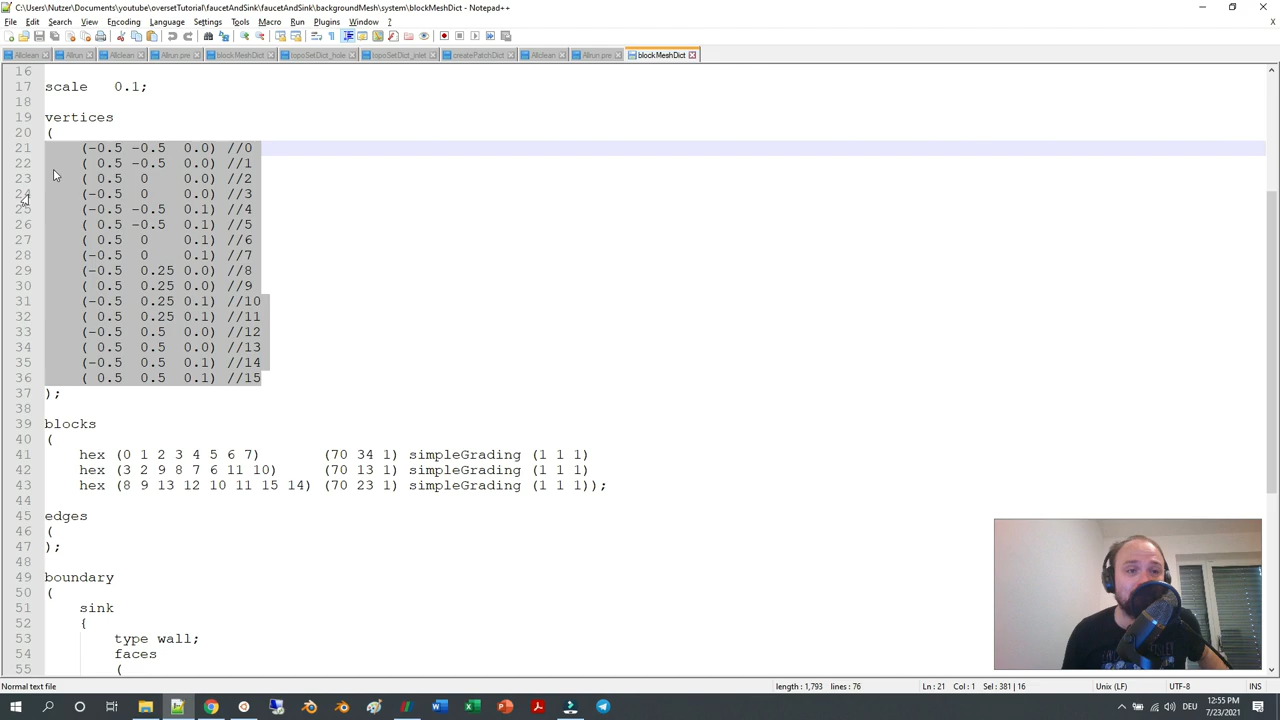 C:\Users\Nutzer\Documents\youtube\oversetTutorial\faucetAndSink\faucetAndSink\backgroundMesh\system\blockMeshDict - Notepad++
File Edit Search View Encoding Language Settings Tools Macro Run Plugins Window ?
Allclean Allrun Allclean Allrun.pre blockMeshDict topoSetDict_hole topoSetDict_inlet createPatchDict Allclean Allrun.pre blockMeshDict
16
17 scale 0.1;
18
19 vertices
20 (
21 (-0.5 -0.5 0.0) //0
22 ( 0.5 -0.5 0.0) //1
23 ( 0.5 0 0.0) //2
24 (-0.5 0 0.0) //3
25 (-0.5 -0.5 0.1) //4
26 ( 0.5 -0.5 0.1) //5
27 ( 0.5 0 0.1) //6
28 (-0.5 0 0.1) //7
29 (-0.5 0.25 0.0) //8
30 ( 0.5 0.25 0.0) //9
31 (-0.5 0.25 0.1) //10
32 ( 0.5 0.25 0.1) //11
33 (-0.5 0.5 0.0) //12
34 ( 0.5 0.5 0.0) //13
35 (-0.5 0.5 0.1) //14
36 ( 0.5 0.5 0.1) //15
37 );
38
39 blocks
40 (
41 hex (0 1 2 3 4 5 6 7) (70 34 1) simpleGrading (1 1 1)
42 hex (3 2 9 8 7 6 11 10) (70 13 1) simpleGrading (1 1 1)
43 hex (8 9 13 12 10 11 15 14) (70 23 1) simpleGrading (1 1 1));
44
45 edges
46 (
47 );
48
49 boundary
50 (
51 sink
52 {
53 type wall;
54 faces
55 (
Normal text file length : 1,793 lines : 76 Ln : 21 Col : 1 Sel : 381 | 16 Unix (LF) UTF-8 INS
DEU 12:55 PM
7/23/2021